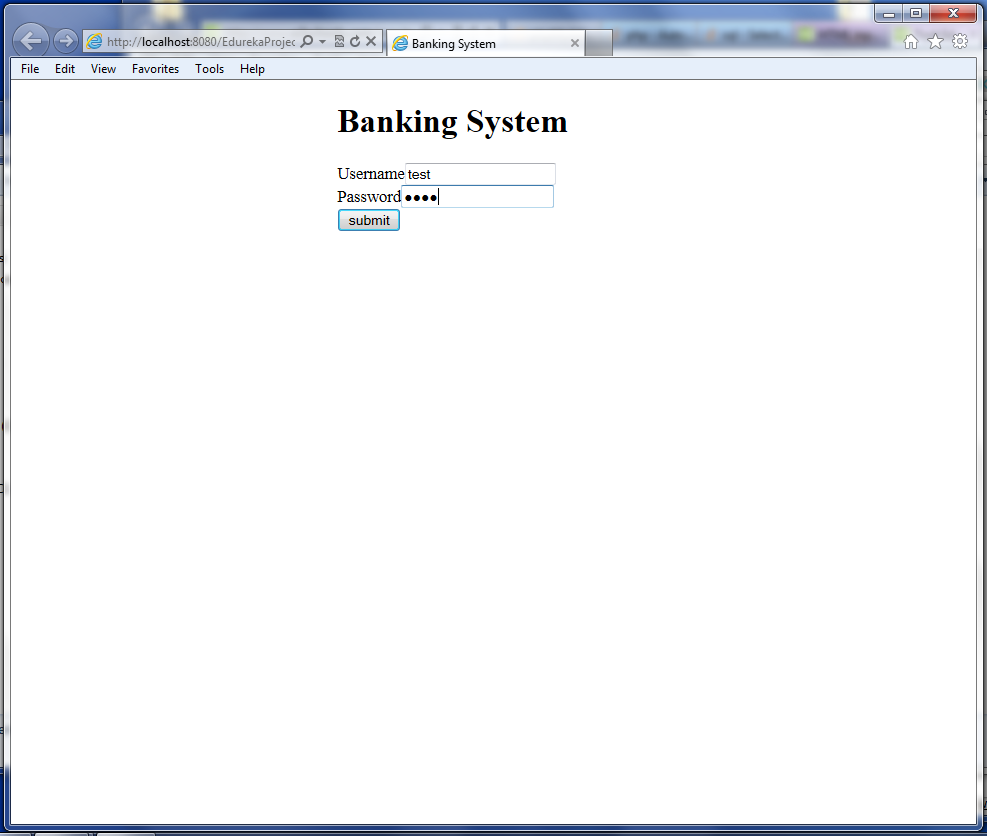 http://localhost:8080/EdurekaProjec
Banking System
File Edit View Favorites Tools Help
Banking System
Username test
Password ••••
submit